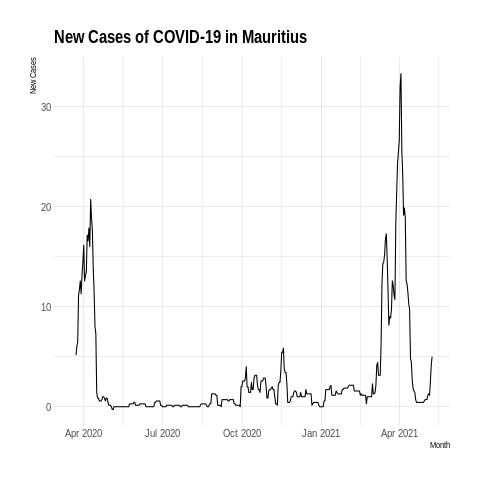 New Cases of COVID-19 in Mauritius
New Cases
30
20
10
0
Apr 2020 Jul 2020 Oct 2020 Jan 2021 Apr 2021
Month